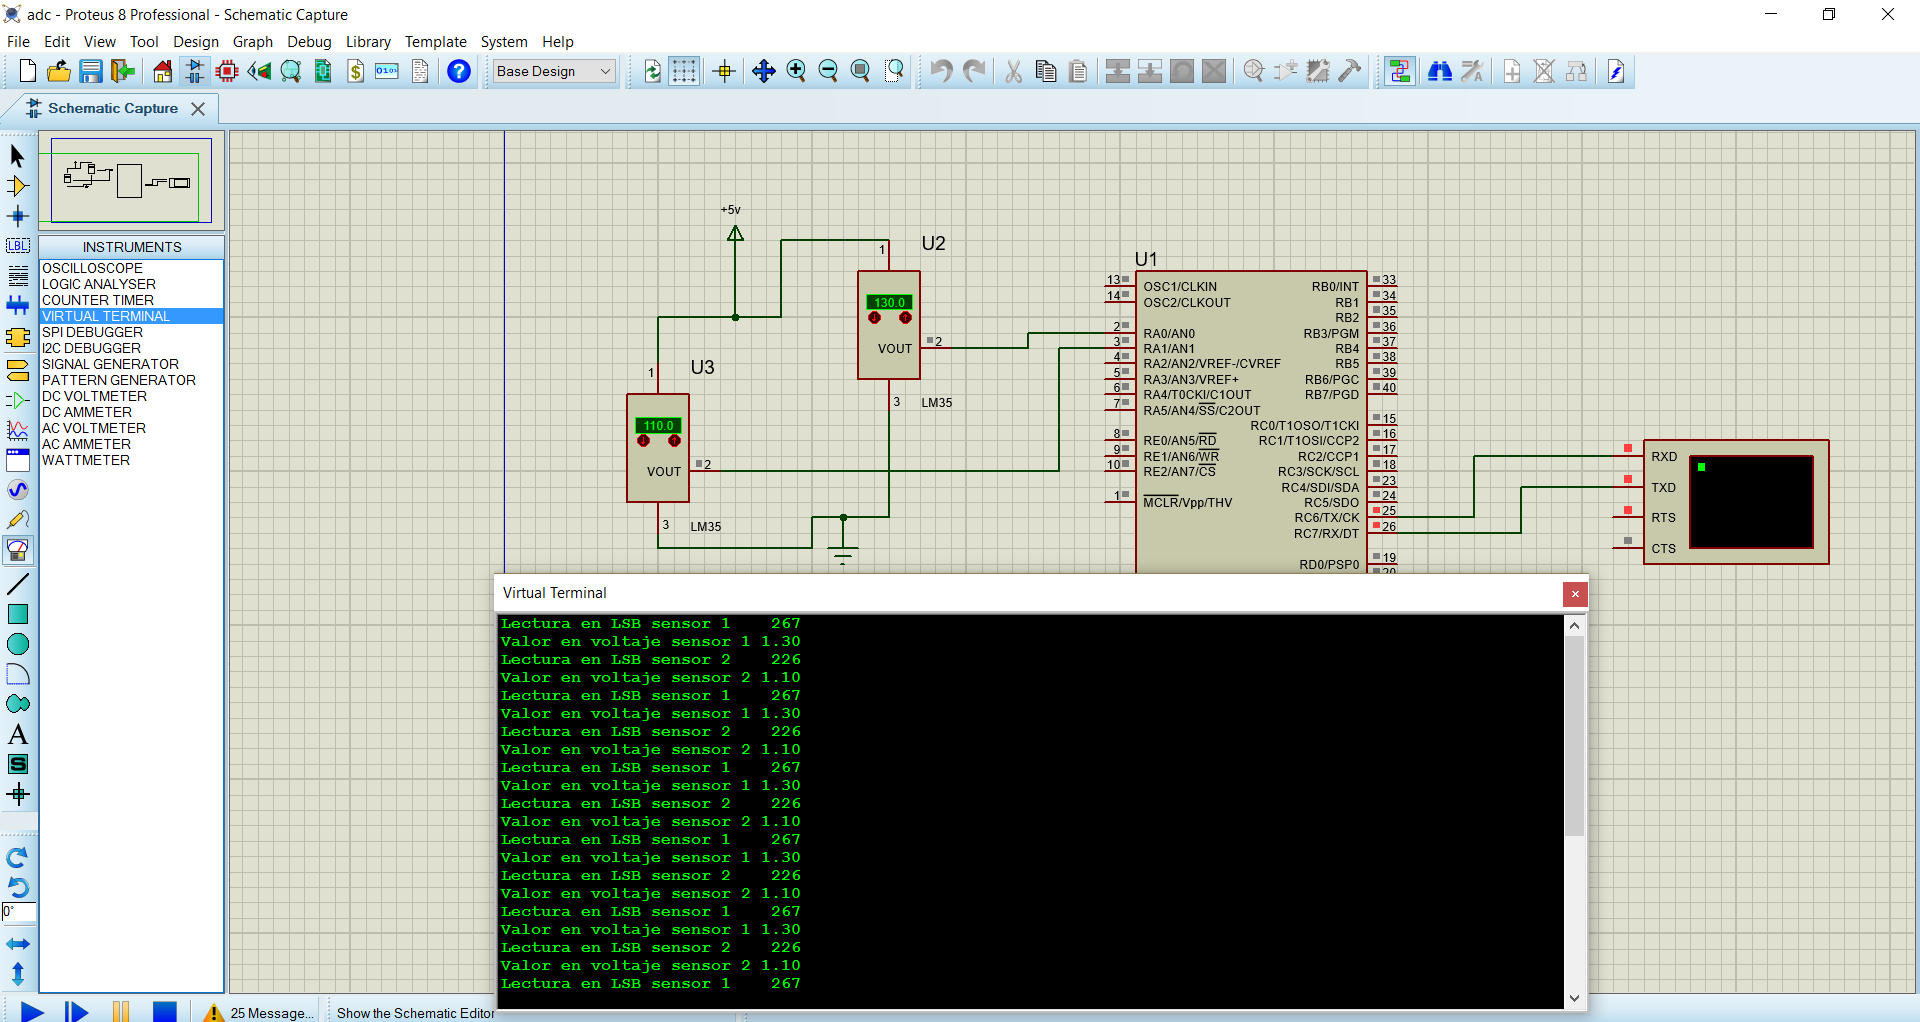 adc - Proteus 8 Professional - Schematic Capture
File Edit View Tool Design Graph Debug Library Template System Help
Base Design
Schematic Capture
INSTRUMENTS
OSCILLOSCOPE
LOGIC ANALYSER
COUNTER TIMER
VIRTUAL TERMINAL
SPI DEBUGGER
I2C DEBUGGER
SIGNAL GENERATOR
PATTERN GENERATOR
DC VOLTMETER
DC AMMETER
AC VOLTMETER
AC AMMETER
WATTMETER
LBL
A
S
0°
+5v
U2
1
130.0
VOUT
2
3
LM35
U3
1
110.0
VOUT
2
3
LM35
U1
13 OSC1/CLKIN
14 OSC2/CLKOUT
2 RA0/AN0
3 RA1/AN1
4 RA2/AN2/VREF-/CVREF
5 RA3/AN3/VREF+
6 RA4/T0CKI/C1OUT
7 RA5/AN4/SS/C2OUT
8 RE0/AN5/RD
9 RE1/AN6/WR
10 RE2/AN7/CS
1 MCLR/Vpp/THV
RB0/INT 33
RB1 34
RB2 35
RB3/PGM 36
RB4 37
RB5 38
RB6/PGC 39
RB7/PGD 40
RC0/T1OSO/T1CKI 15
RC1/T1OSI/CCP2 16
RC2/CCP1 17
RC3/SCK/SCL 18
RC4/SDI/SDA 23
RC5/SDO 24
RC6/TX/CK 25
RC7/RX/DT 26
RD0/PSP0 19
20
RXD
TXD
RTS
CTS
Virtual Terminal
Lectura en LSB sensor 1 267
Valor en voltaje sensor 1 1.30
Lectura en LSB sensor 2 226
Valor en voltaje sensor 2 1.10
Lectura en LSB sensor 1 267
Valor en voltaje sensor 1 1.30
Lectura en LSB sensor 2 226
Valor en voltaje sensor 2 1.10
Lectura en LSB sensor 1 267
Valor en voltaje sensor 1 1.30
Lectura en LSB sensor 2 226
Valor en voltaje sensor 2 1.10
Lectura en LSB sensor 1 267
Valor en voltaje sensor 1 1.30
Lectura en LSB sensor 2 226
Valor en voltaje sensor 2 1.10
Lectura en LSB sensor 1 267
Valor en voltaje sensor 1 1.30
Lectura en LSB sensor 2 226
Valor en voltaje sensor 2 1.10
Lectura en LSB sensor 1 267
25 Message...
Show the Schematic Editor